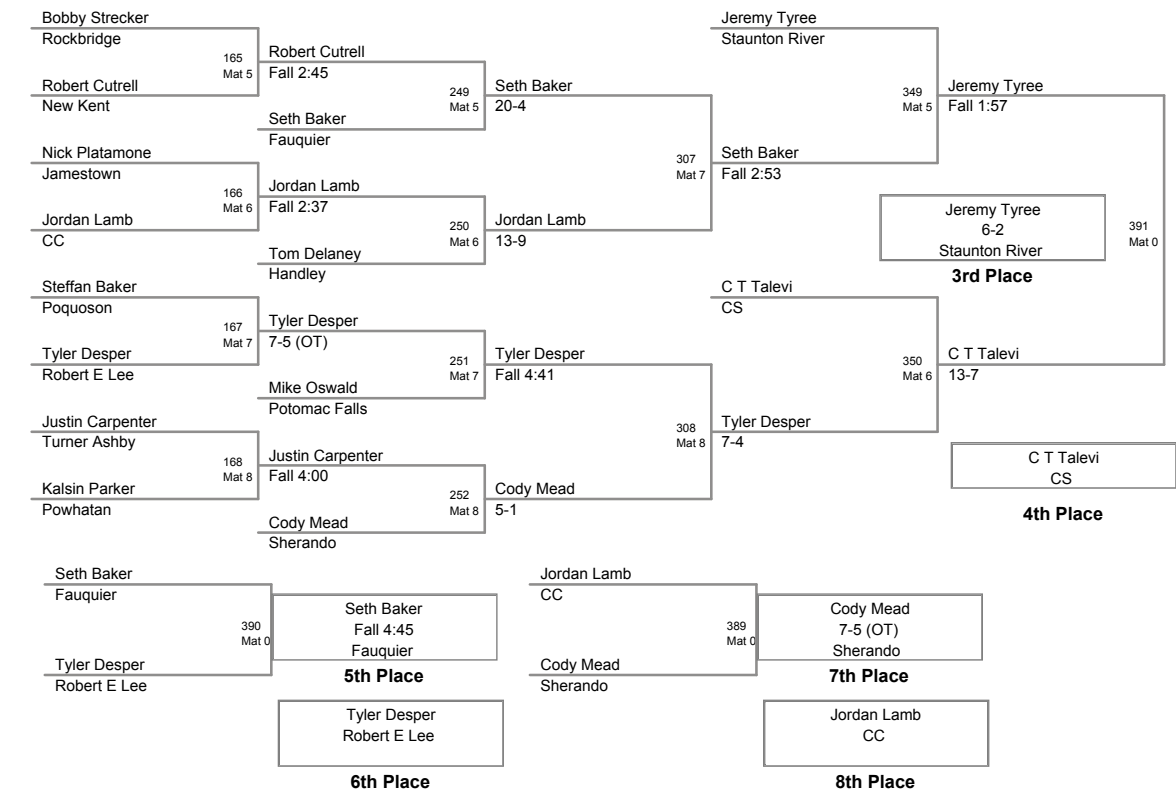 Bobby Strecker
Rockbridge
165
Mat 5
Robert Cutrell
New Kent
Nick Platamone
Jamestown
166
Mat 6
Jordan Lamb
CC
Steffan Baker
Poquoson
167
Mat 7
Tyler Desper
Robert E Lee
Justin Carpenter
Turner Ashby
168
Mat 8
Kalsin Parker
Powhatan
Robert Cutrell
Fall 2:45
249
Mat 5
Seth Baker
Fauquier
Jordan Lamb
Fall 2:37
250
Mat 6
Tom Delaney
Handley
Tyler Desper
7-5 (OT)
251
Mat 7
Mike Oswald
Potomac Falls
Justin Carpenter
Fall 4:00
252
Mat 8
Cody Mead
Sherando
Seth Baker
20-4
307
Mat 7
Jordan Lamb
13-9
Tyler Desper
Fall 4:41
308
Mat 8
Cody Mead
5-1
Jeremy Tyree
Staunton River
349
Mat 5
Seth Baker
Fall 2:53
C T Talevi
CS
350
Mat 6
Tyler Desper
7-4
Jeremy Tyree
Fall 1:57
391
Mat 0
C T Talevi
13-7
Jeremy Tyree
6-2
Staunton River
3rd Place
C T Talevi
CS
4th Place
Seth Baker
Fauquier
390
Mat 0
Tyler Desper
Robert E Lee
Seth Baker
Fall 4:45
Fauquier
5th Place
Tyler Desper
Robert E Lee
6th Place
Jordan Lamb
CC
389
Mat 0
Cody Mead
Sherando
Cody Mead
7-5 (OT)
Sherando
7th Place
Jordan Lamb
CC
8th Place